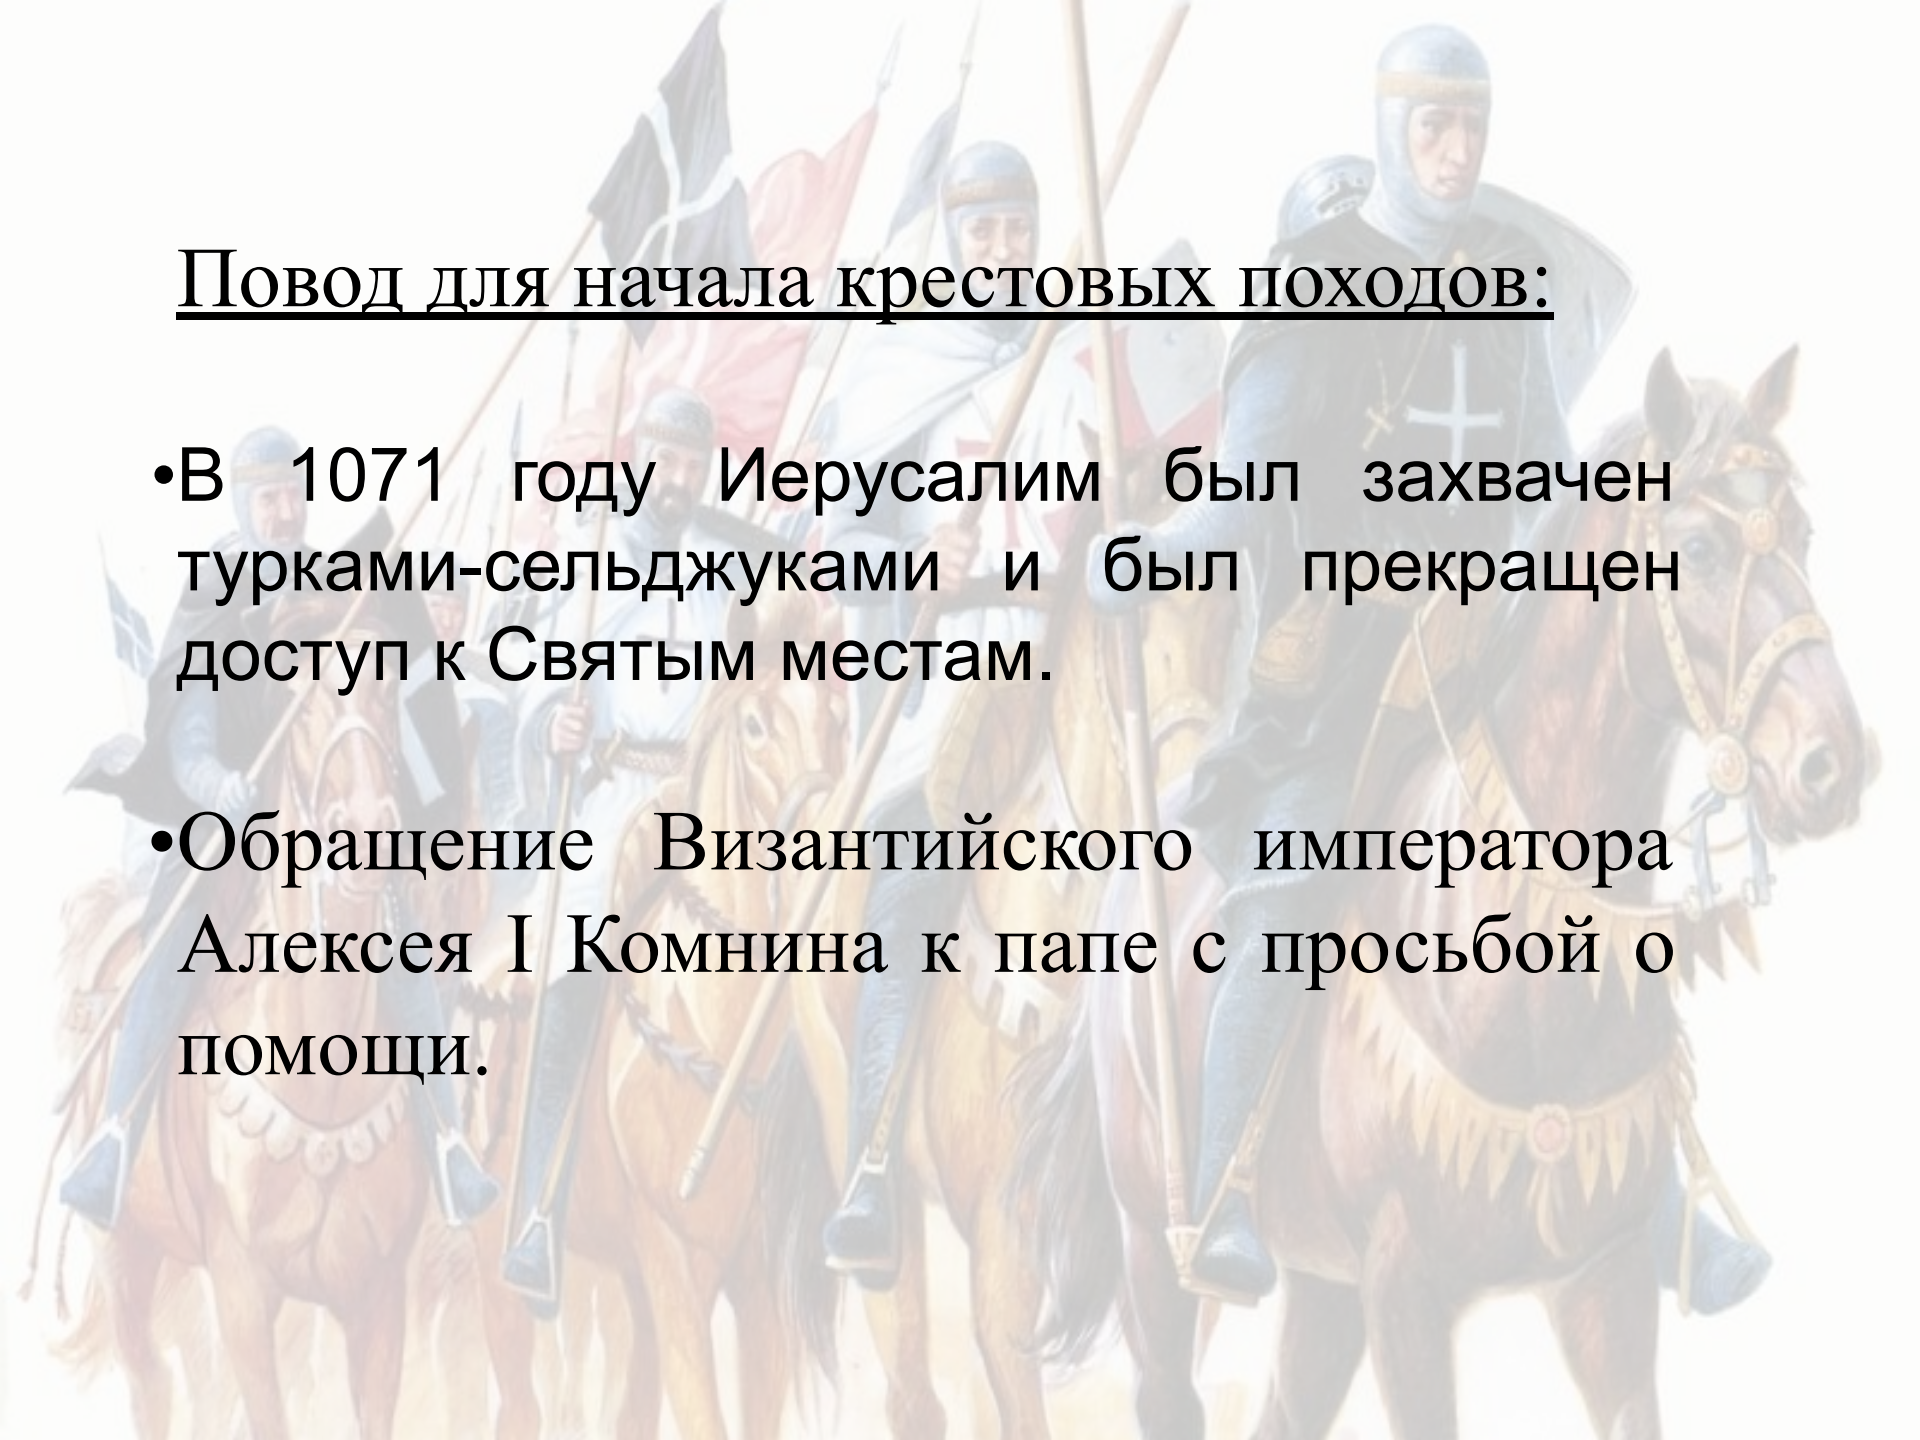 Повод для начала крестовых походов:
•В 1071 году Иерусалим был захвачен
турками-сельджуками и был прекращен
доступ к Святым местам.
•Обращение Византийского императора
Алексея I Комнина к папе с просьбой о
помощи.